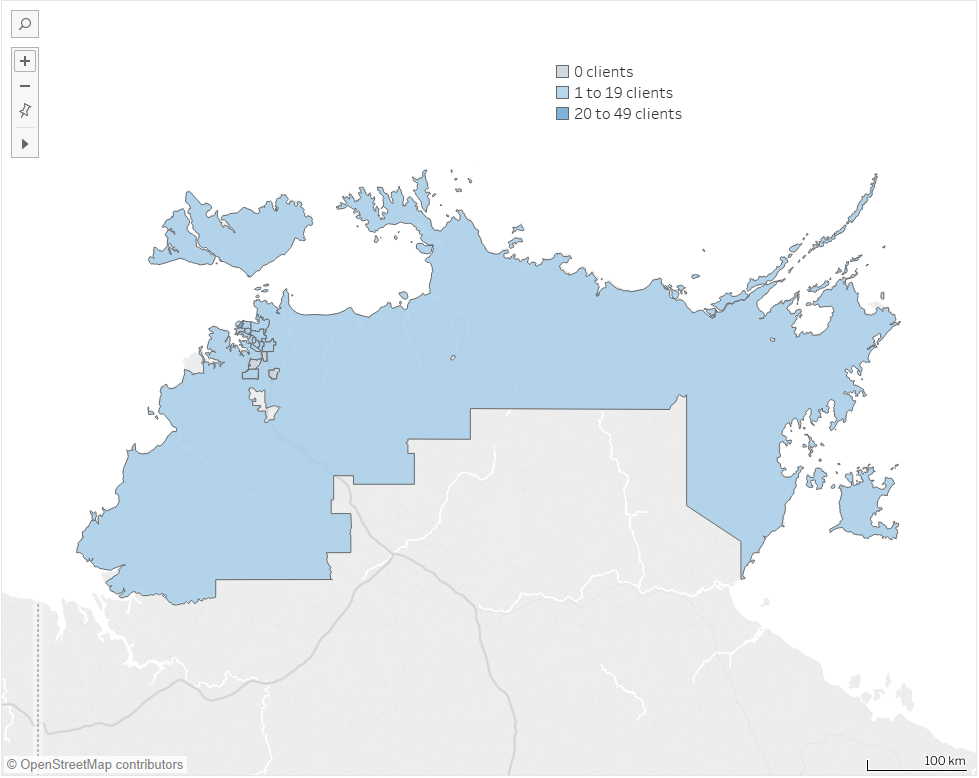 0 clients
1 to 19 clients
20 to 49 clients
100 km
© OpenStreetMap contributors